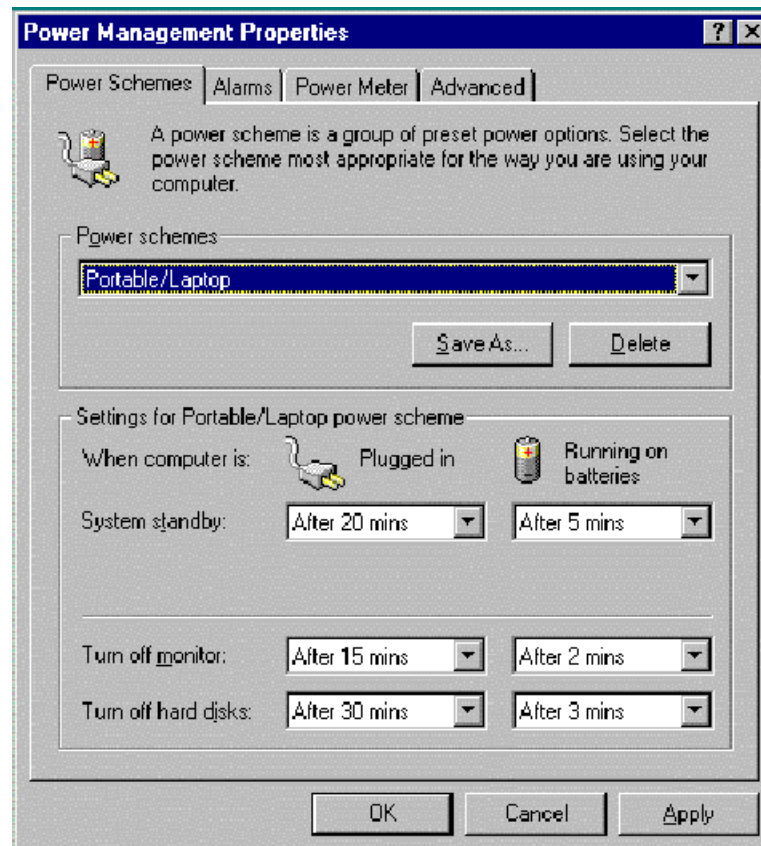 Power Management Properties
Power Schemes Alarms Power Meter Advanced
A power scheme is a group of preset power options. Select the
power scheme most appropriate for the way you are using your
computer.
Power schemes
Portable/Laptop
Save As... Delete
Settings for Portable/Laptop power scheme
When computer is: Plugged in Running on
batteries
System standby: After 20 mins After 5 mins
Turn off monitor: After 15 mins After 2 mins
Turn off hard disks: After 30 mins After 3 mins
OK Cancel Apply